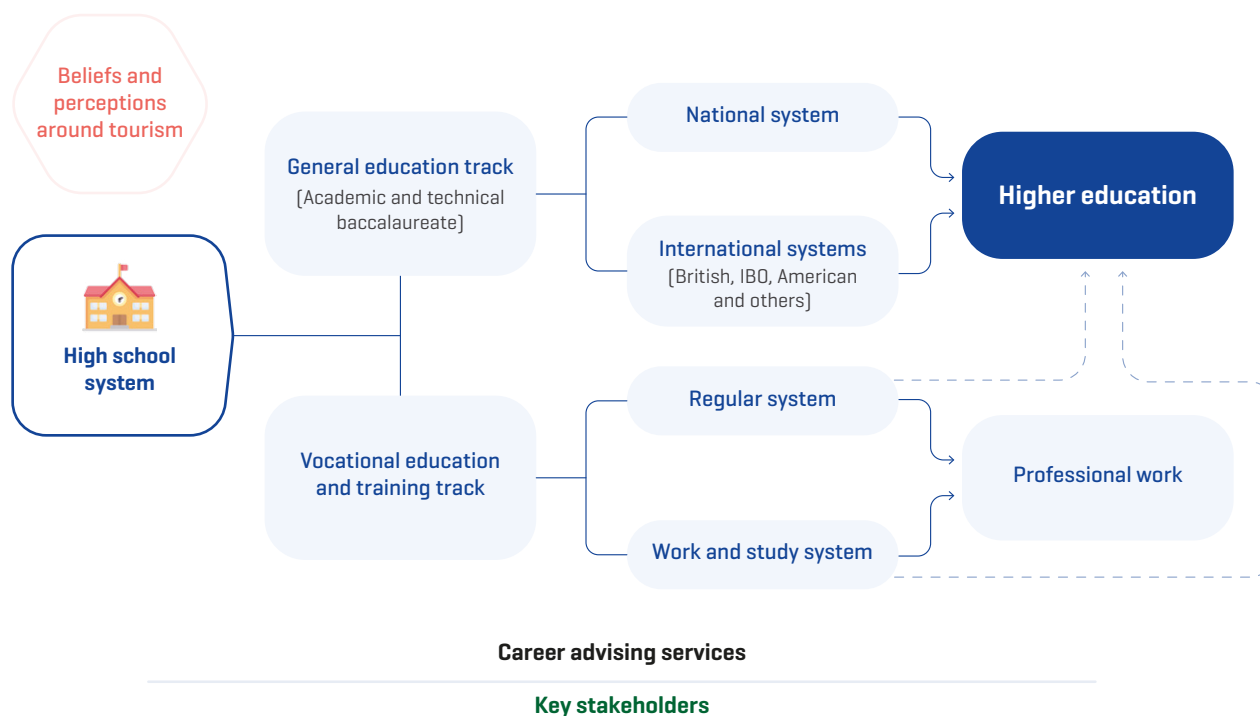 Beliefs and
perceptions
around tourism
High school
system
General education track
(Academic and technical
baccalaureate)
Vocational education
and training track
National system
International systems
(British, IBO, American
and others)
Regular system
Work and study system
Higher education
Professional work
Career advising services
Key stakeholders